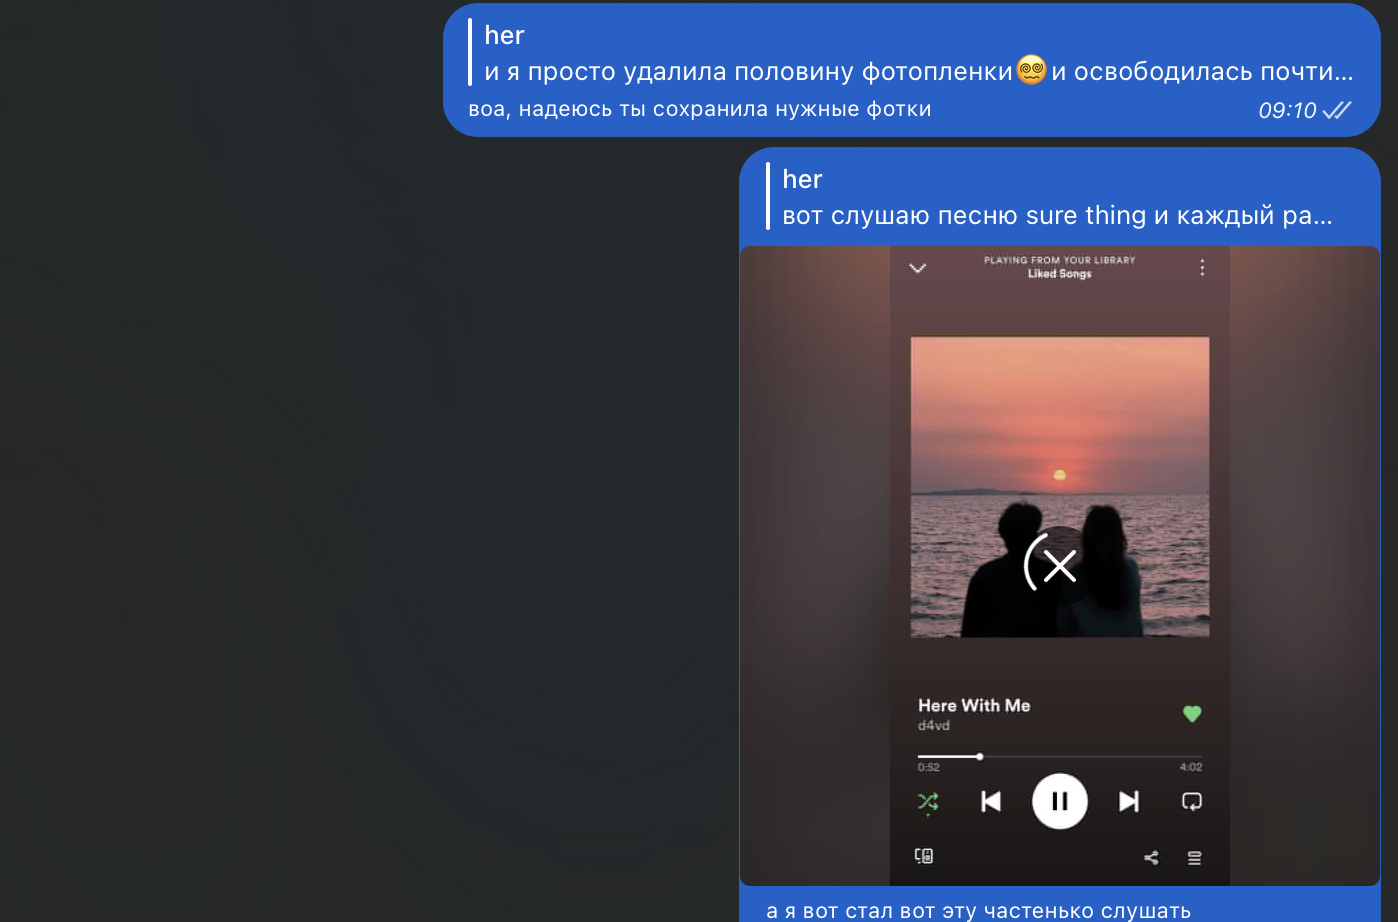 her
и я просто удалила половину фотопленки😵‍💫и освободилась почти...
воа, надеюсь ты сохранила нужные фотки
09:10
her
вот слушаю песню sure thing и каждый ра...
PLAYING FROM YOUR LIBRARY
Liked Songs
Here With Me
d4vd
0:52
4:02
а я вот стал вот эту частенько слушать